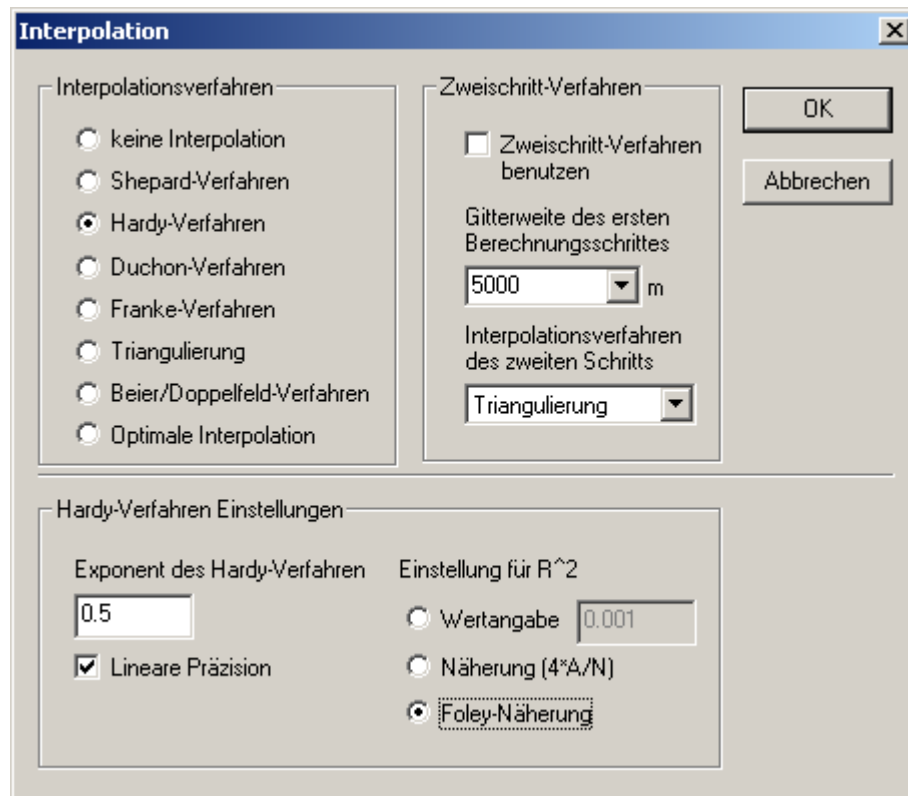 Interpolation
Interpolationsverfahren
keine Interpolation
Shepard-Verfahren
Hardy-Verfahren
Duchon-Verfahren
Franke-Verfahren
Triangulierung
Beier/Doppelfeld-Verfahren
Optimale Interpolation
Zweischritt-Verfahren
Zweischritt-Verfahren
benutzen
Gitterweite des ersten
Berechnungsschrittes
5000 m
Interpolationsverfahren
des zweiten Schritts
Triangulierung
OK
Abbrechen
Hardy-Verfahren Einstellungen
Exponent des Hardy-Verfahren
0.5
Lineare Präzision
Einstellung für R^2
Wertangabe 0.001
Näherung (4*A/N)
Foley-Näherung